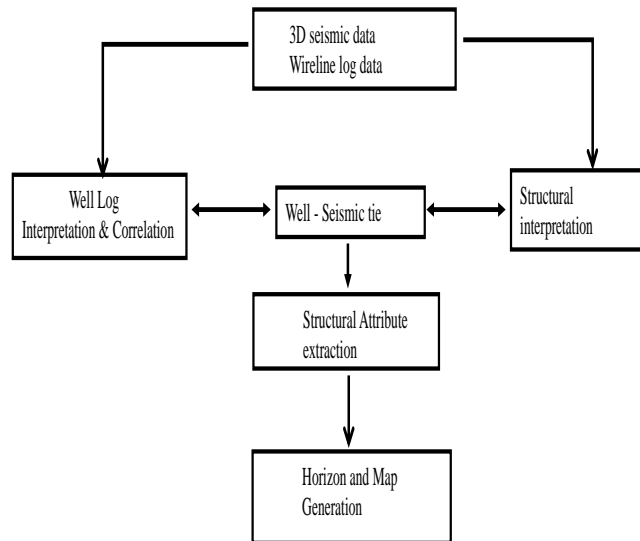 3D seismic data
Wireline log data
Well Log
Interpretation & Correlation
Well - Seismic tie
Structural
interpretation
Structural Attribute
extraction
Horizon and Map
Generation